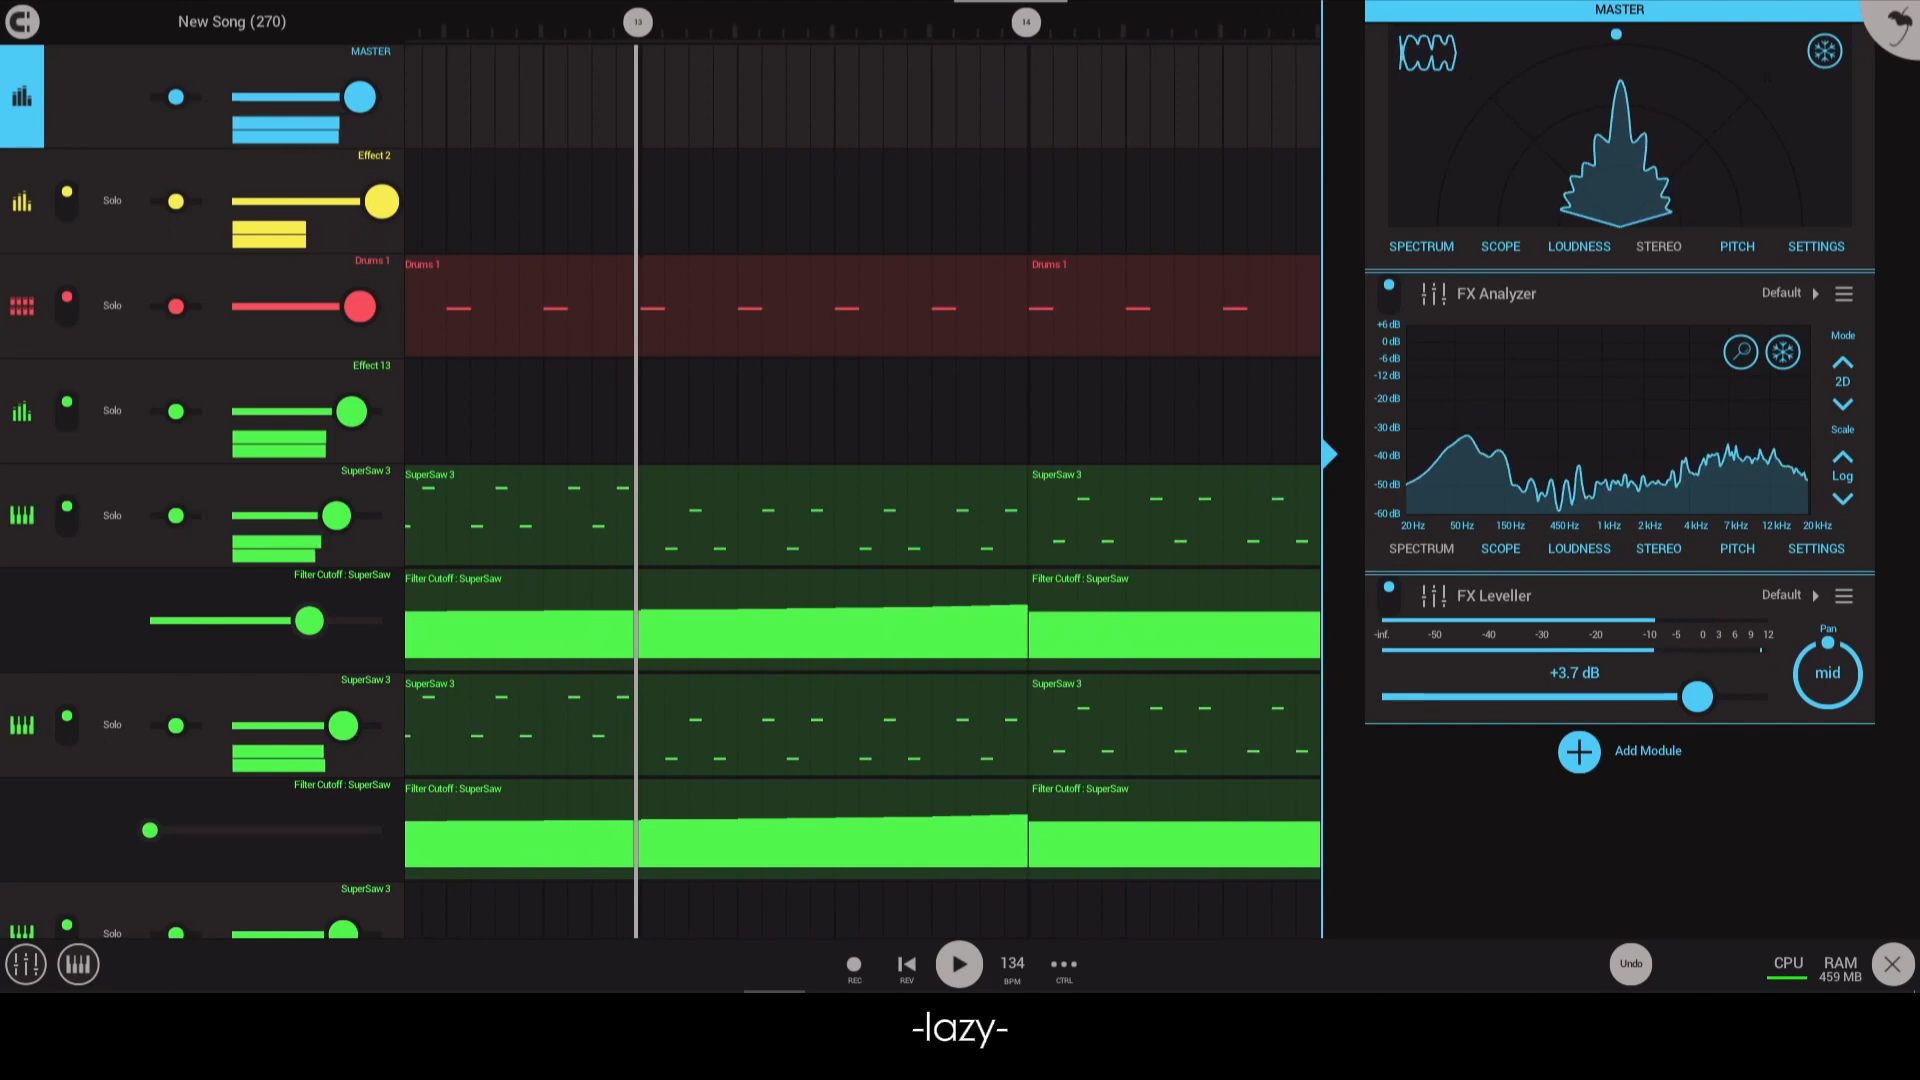 New Song (270)
13
14
MASTER
MASTER
Effect 2
Solo
Drums 1
Solo
Drums 1
Drums 1
Effect 13
Solo
SuperSaw 3
Solo
SuperSaw 3
SuperSaw 3
Filter Cutoff : SuperSaw
Filter Cutoff : SuperSaw
Filter Cutoff : SuperSaw
SuperSaw 3
Solo
SuperSaw 3
SuperSaw 3
Filter Cutoff : SuperSaw
Filter Cutoff : SuperSaw
Filter Cutoff : SuperSaw
SuperSaw 3
Solo
SPECTRUM SCOPE LOUDNESS STEREO PITCH SETTINGS
FX Analyzer Default
+6 dB
0 dB
-6 dB
-12 dB
-20 dB
-30 dB
-40 dB
-50 dB
-60 dB
Mode
2D
Scale
Log
20 Hz 50 Hz 150 Hz 450 Hz 1 kHz 2 kHz 4 kHz 7 kHz 12 kHz 20 kHz
SPECTRUM SCOPE LOUDNESS STEREO PITCH SETTINGS
FX Leveller Default
-inf. -50 -40 -30 -20 -10 -5 0 3 6 9 12
Pan
mid
+3.7 dB
Add Module
REC
REV
134
BPM
CTRL
Undo
CPU
RAM
459 MB
-lazy-